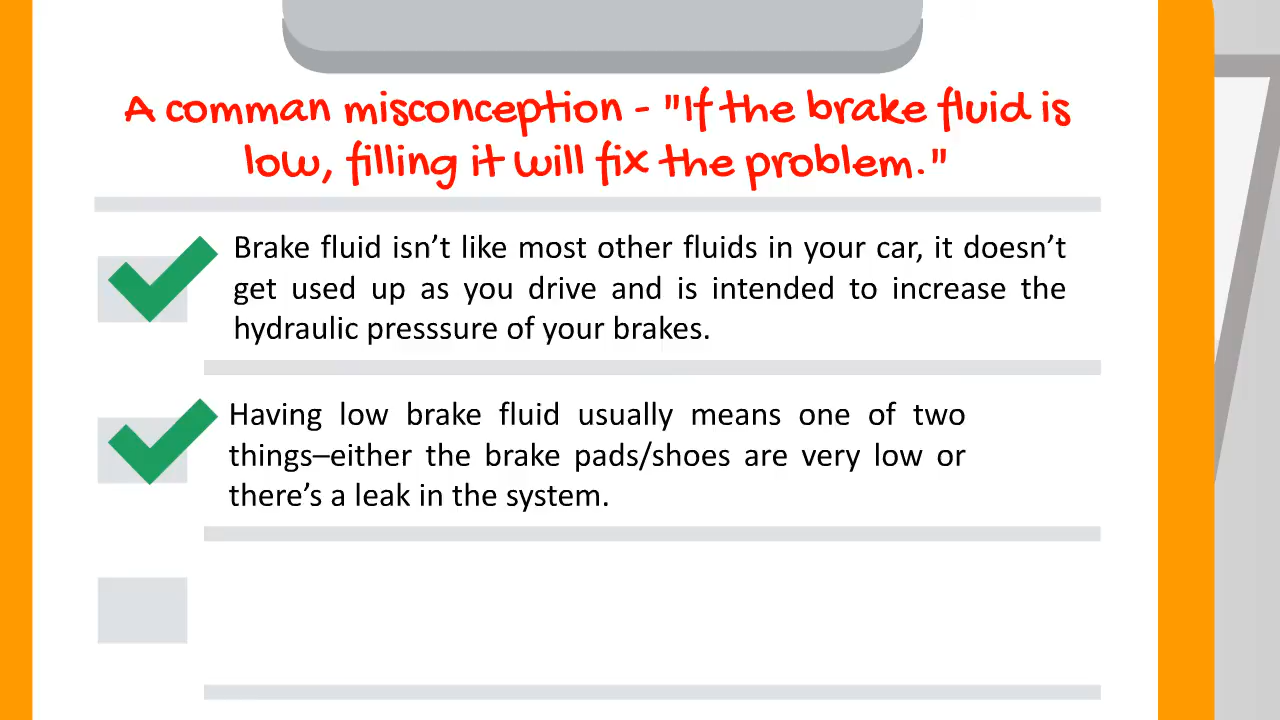 A comman misconception - "If the brake fluid is
low, filling it will fix the problem."
Brake fluid isn’t like most other fluids in your car, it doesn’t
get used up as you drive and is intended to increase the
hydraulic presssure of your brakes.
Having low brake fluid usually means one of two
things–either the brake pads/shoes are very low or
there’s a leak in the system.